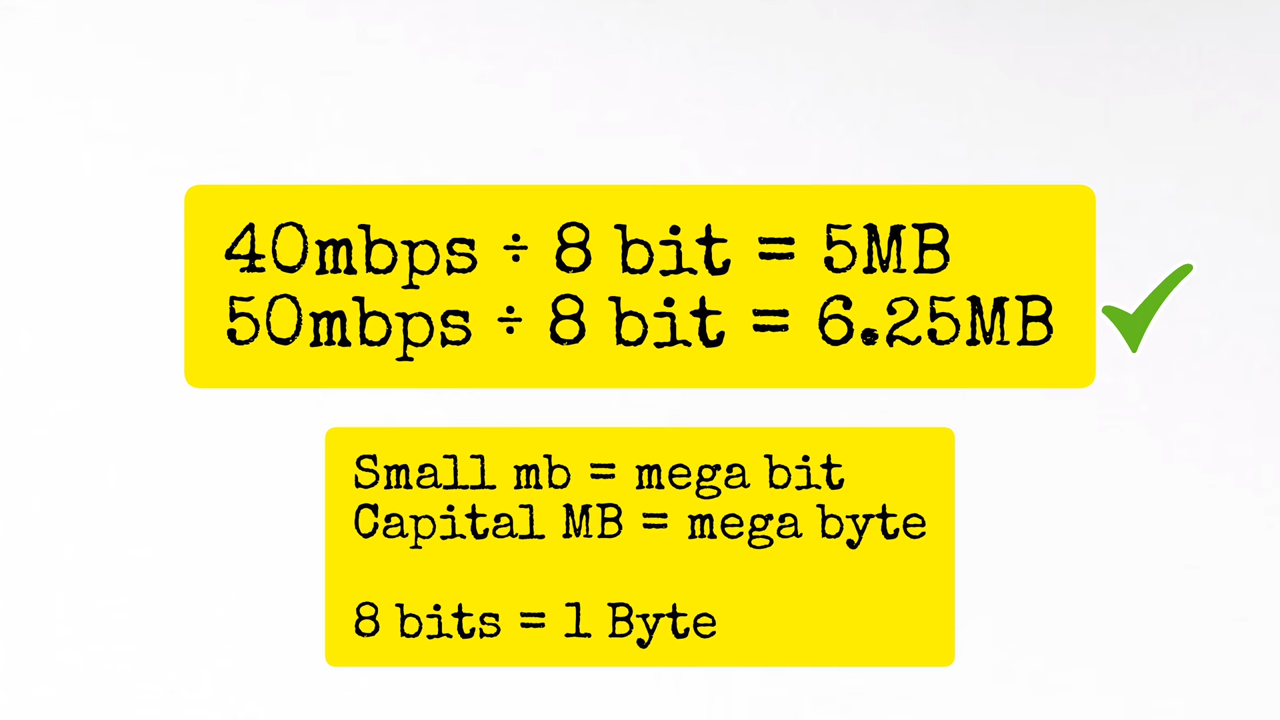 40mbps ÷ 8 bit = 5MB
50mbps ÷ 8 bit = 6.25MB
Small mb = mega bit
Capital MB = mega byte
8 bits = 1 Byte